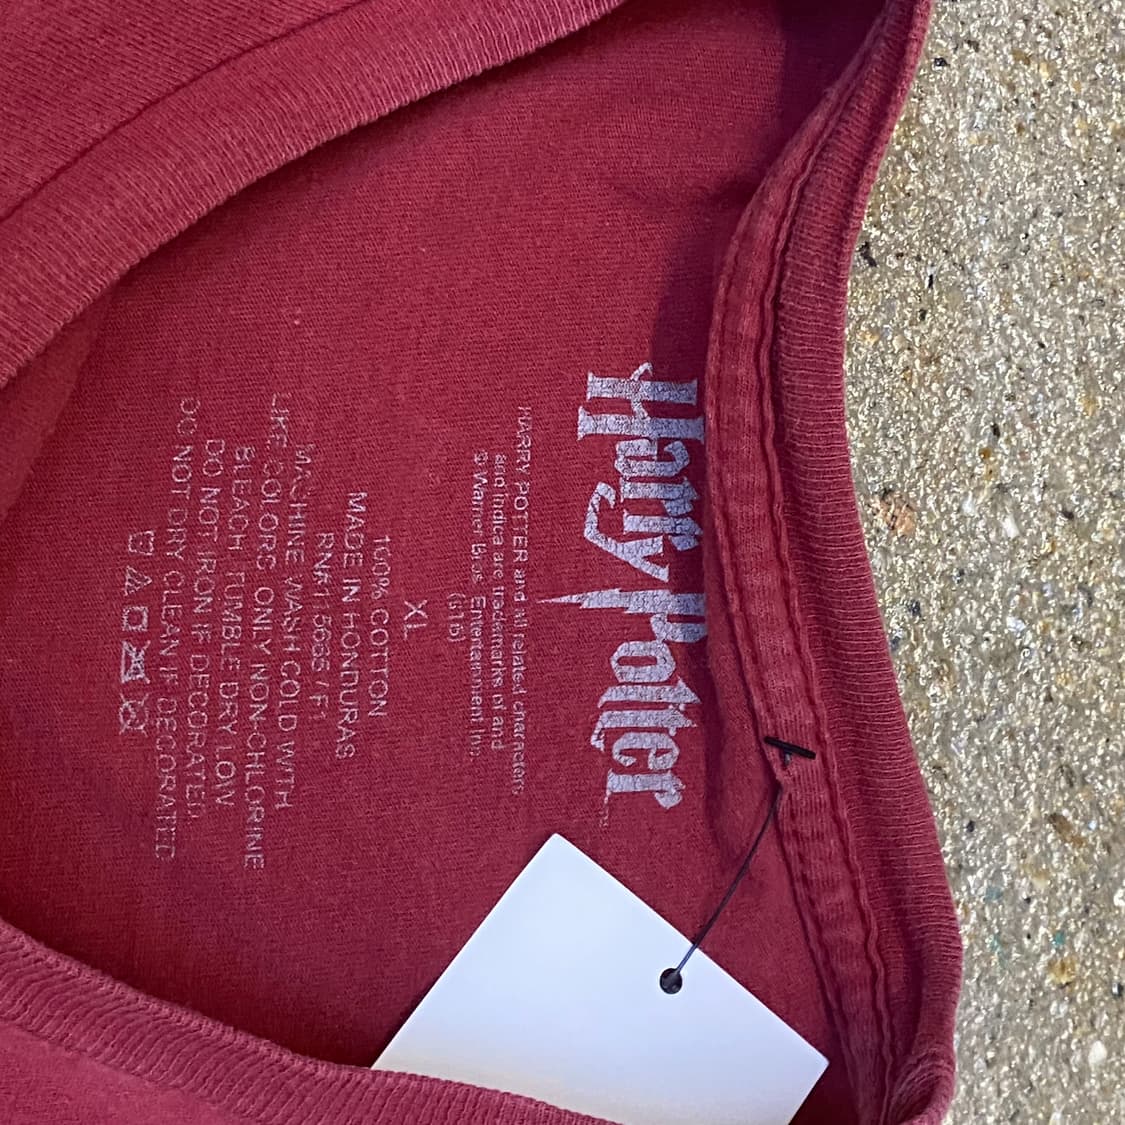 Harry Potter
HARRY POTTER and all related characters
and indica are trademarks of and
© Warner Bros. Entertainment Inc.
(s15)
XL
100% COTTON
MADE IN HONDURAS
RN#115665 / F1
MACHINE WASH COLD WITH
LIKE COLORS ONLY NON-CHLORINE
BLEACH TUMBLE DRY LOW
DO NOT IRON IF DECORATED.
DO NOT DRY CLEAN IF DECORATED